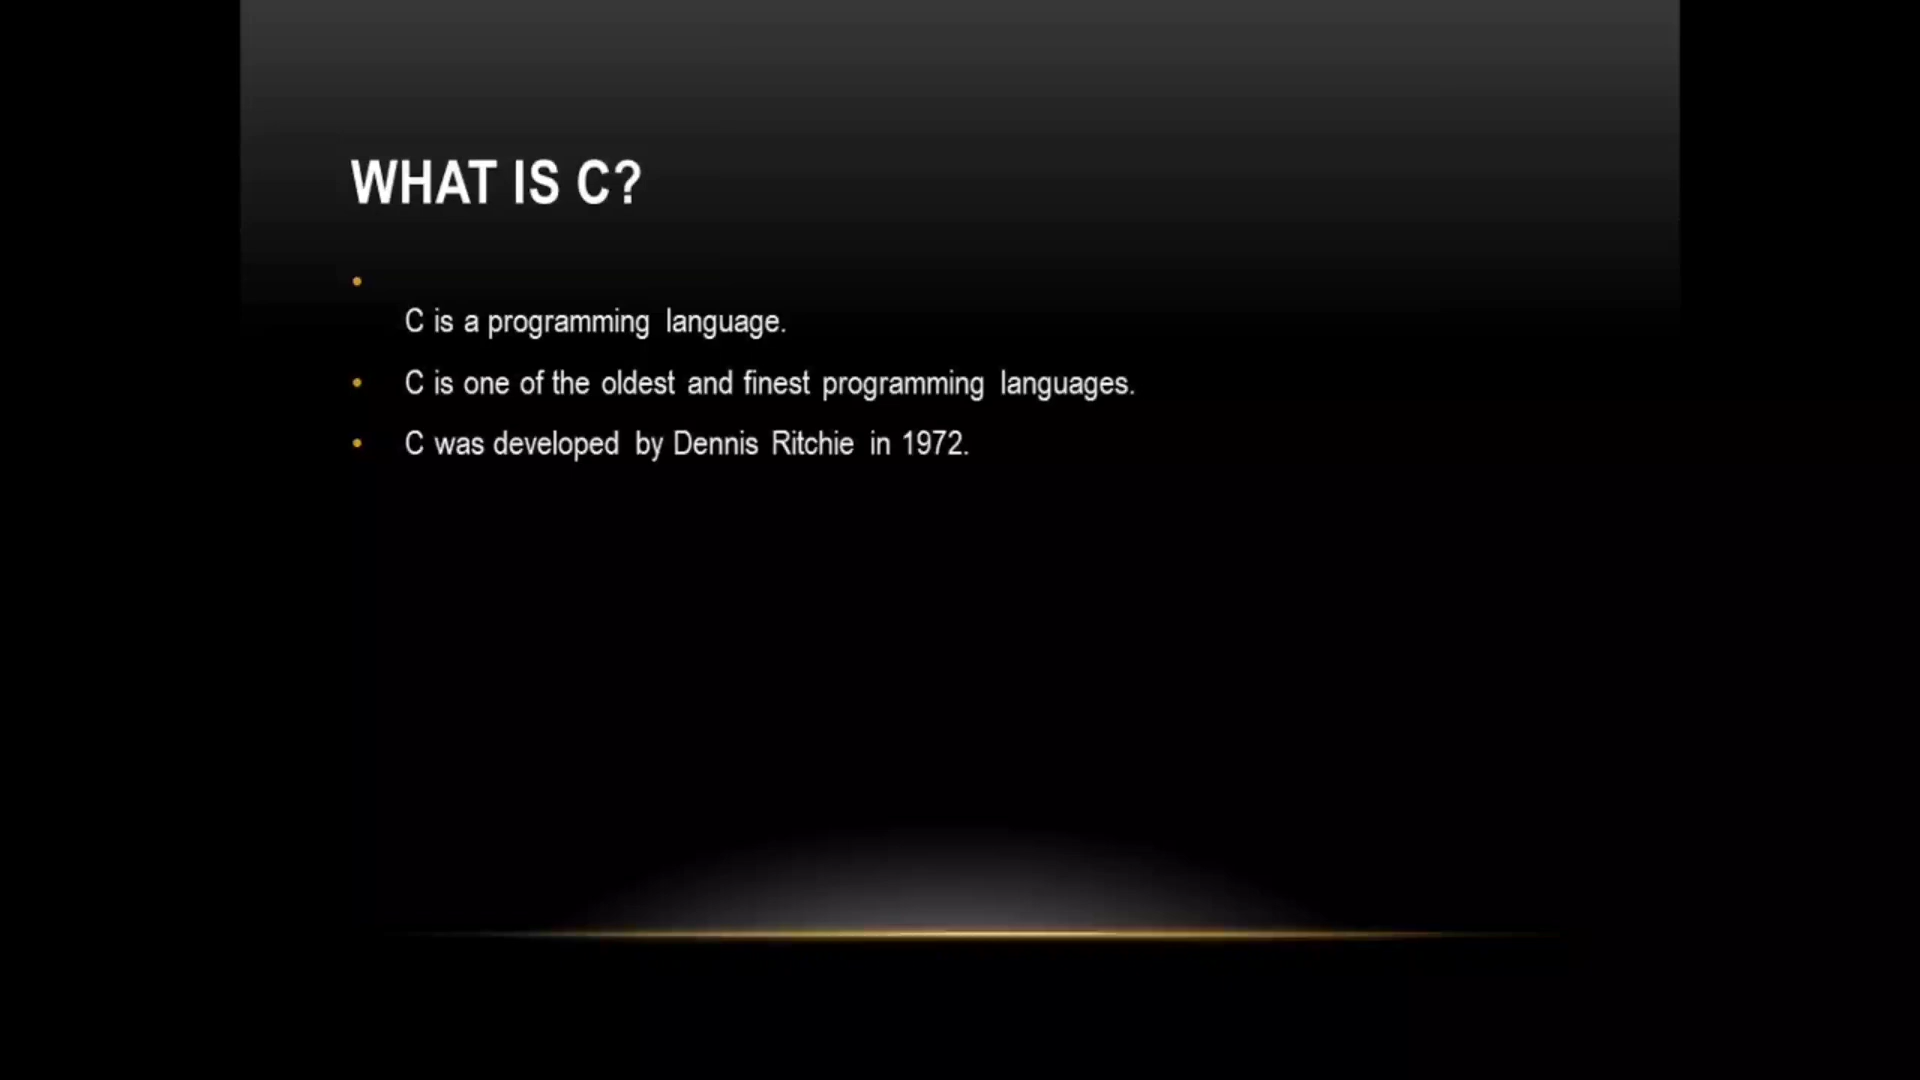 WHAT IS C?
•
C is a programming language.
• C is one of the oldest and finest programming languages.
• C was developed by Dennis Ritchie in 1972.